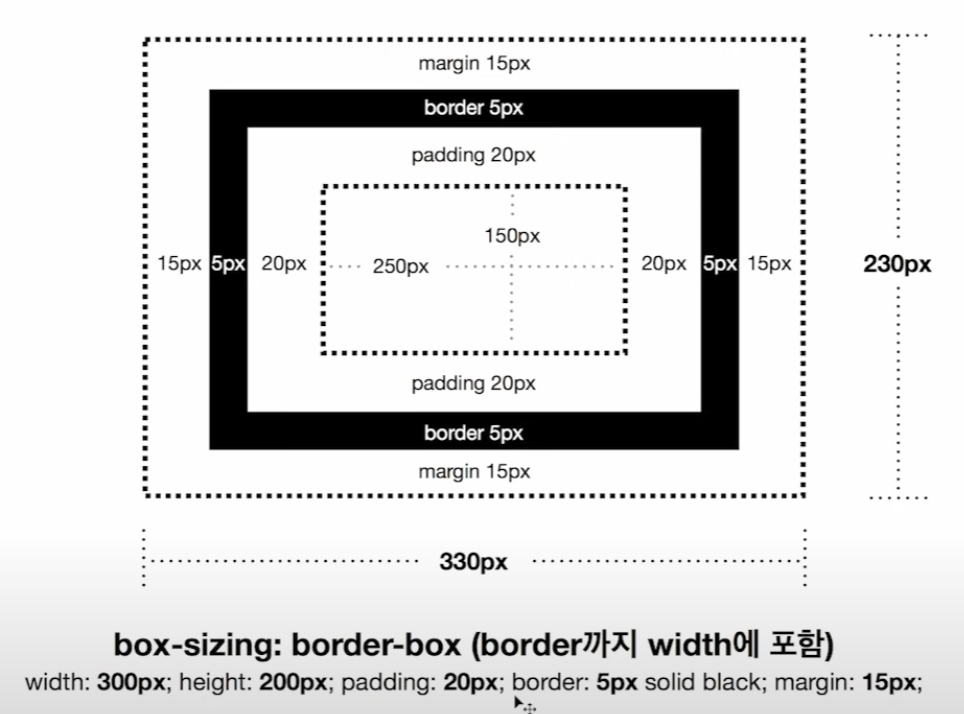 margin 15px
border 5px
padding 20px
150px
15px 5px 20px 250px 20px 5px 15px 230px
padding 20px
border 5px
margin 15px
330px
box-sizing: border-box (border까지 width에 포함)
width: 300px; height: 200px; padding: 20px; border: 5px solid black; margin: 15px;